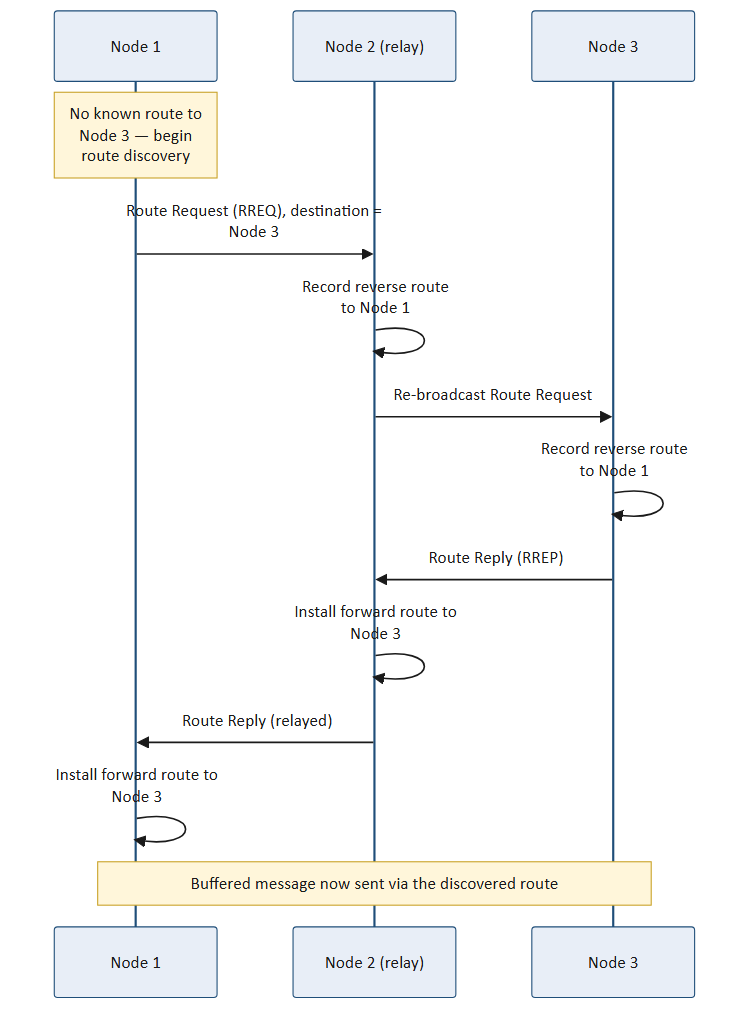 Node 1
Node 2 (relay)
Node 3
No known route to
Node 3 — begin
route discovery
Route Request (RREQ), destination =
Node 3
Record reverse route
to Node 1
Re-broadcast Route Request
Record reverse route
to Node 1
Route Reply (RREP)
Install forward route to
Node 3
Route Reply (relayed)
Install forward route to
Node 3
Buffered message now sent via the discovered route
Node 1
Node 2 (relay)
Node 3